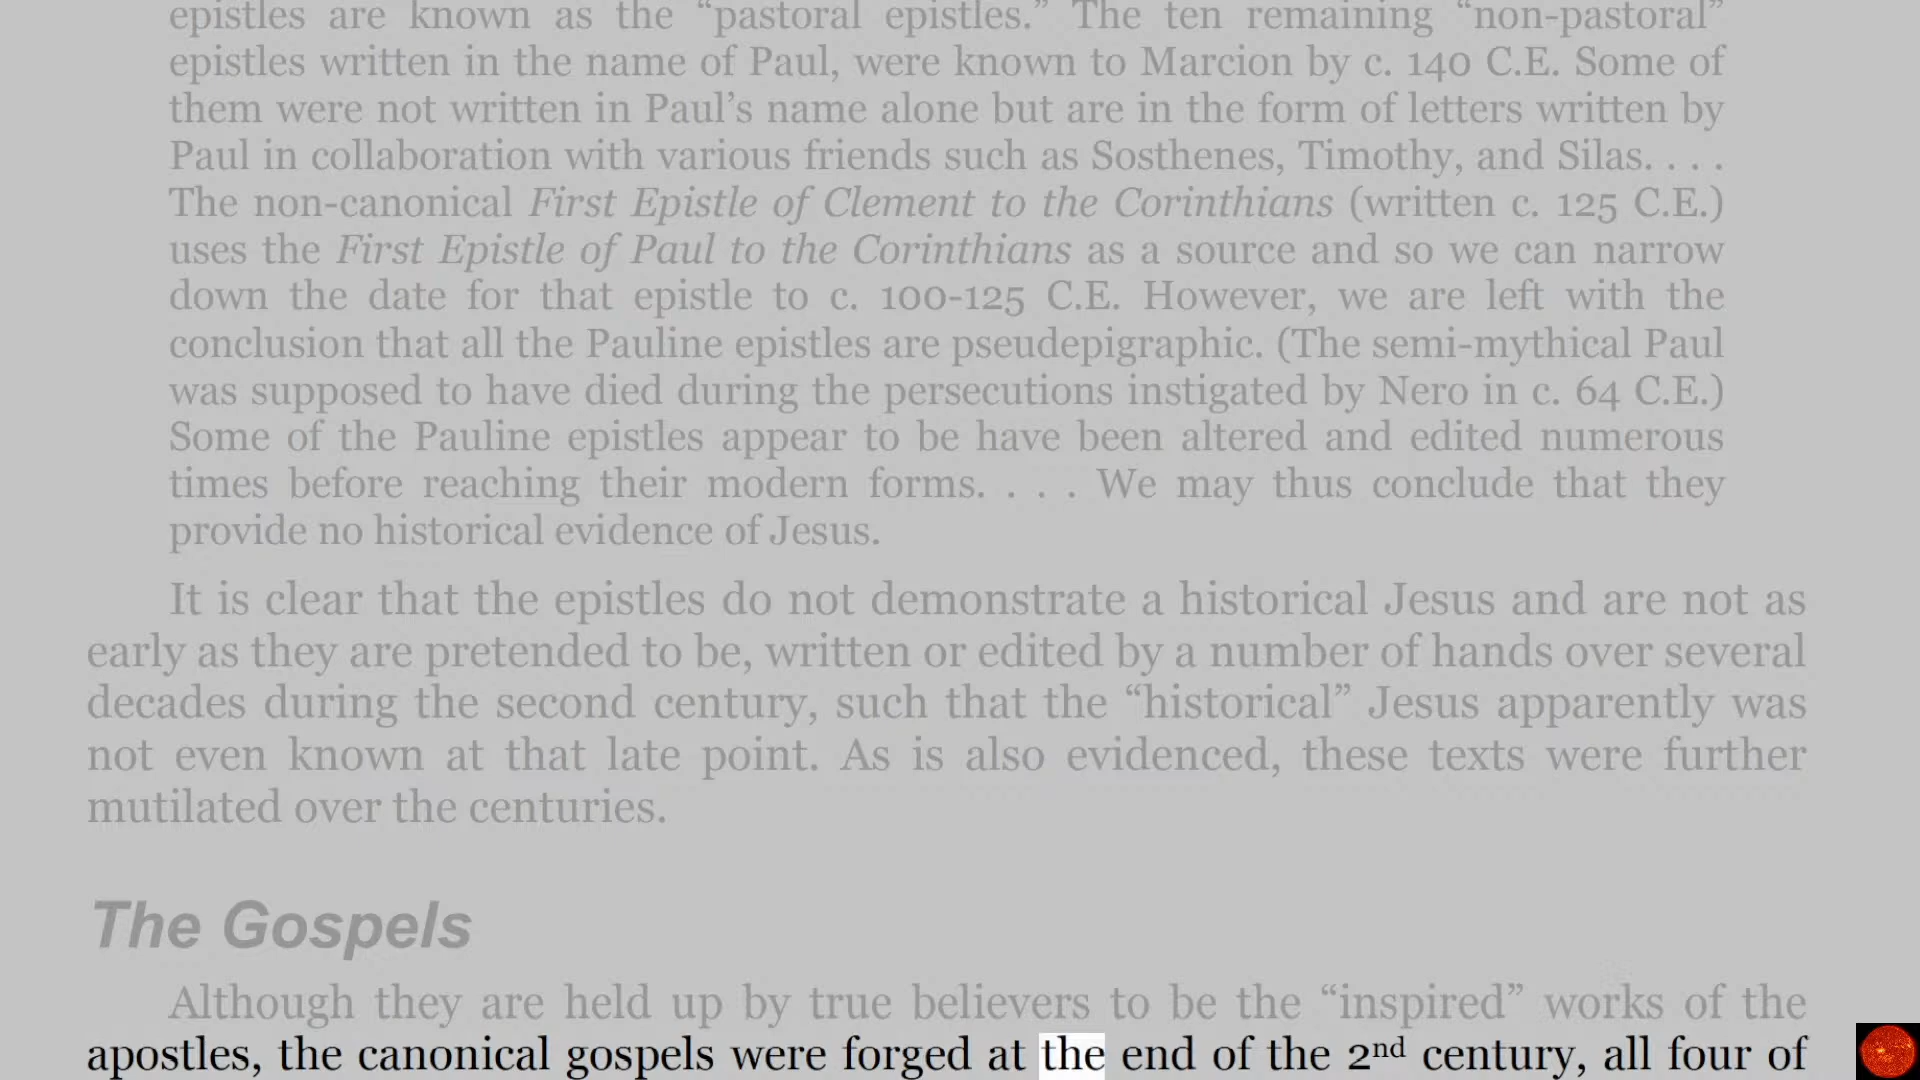 epistles are known as the “pastoral epistles.” The ten remaining “non-pastoral”
epistles written in the name of Paul, were known to Marcion by c. 140 C.E. Some of
them were not written in Paul’s name alone but are in the form of letters written by
Paul in collaboration with various friends such as Sosthenes, Timothy, and Silas. . . .
The non-canonical First Epistle of Clement to the Corinthians (written c. 125 C.E.)
uses the First Epistle of Paul to the Corinthians as a source and so we can narrow
down the date for that epistle to c. 100-125 C.E. However, we are left with the
conclusion that all the Pauline epistles are pseudepigraphic. (The semi-mythical Paul
was supposed to have died during the persecutions instigated by Nero in c. 64 C.E.)
Some of the Pauline epistles appear to be have been altered and edited numerous
times before reaching their modern forms. . . . We may thus conclude that they
provide no historical evidence of Jesus.
It is clear that the epistles do not demonstrate a historical Jesus and are not as
early as they are pretended to be, written or edited by a number of hands over several
decades during the second century, such that the “historical” Jesus apparently was
not even known at that late point. As is also evidenced, these texts were further
mutilated over the centuries.
The Gospels
Although they are held up by true believers to be the “inspired” works of the
apostles, the canonical gospels were forged at the end of the 2nd century, all four of